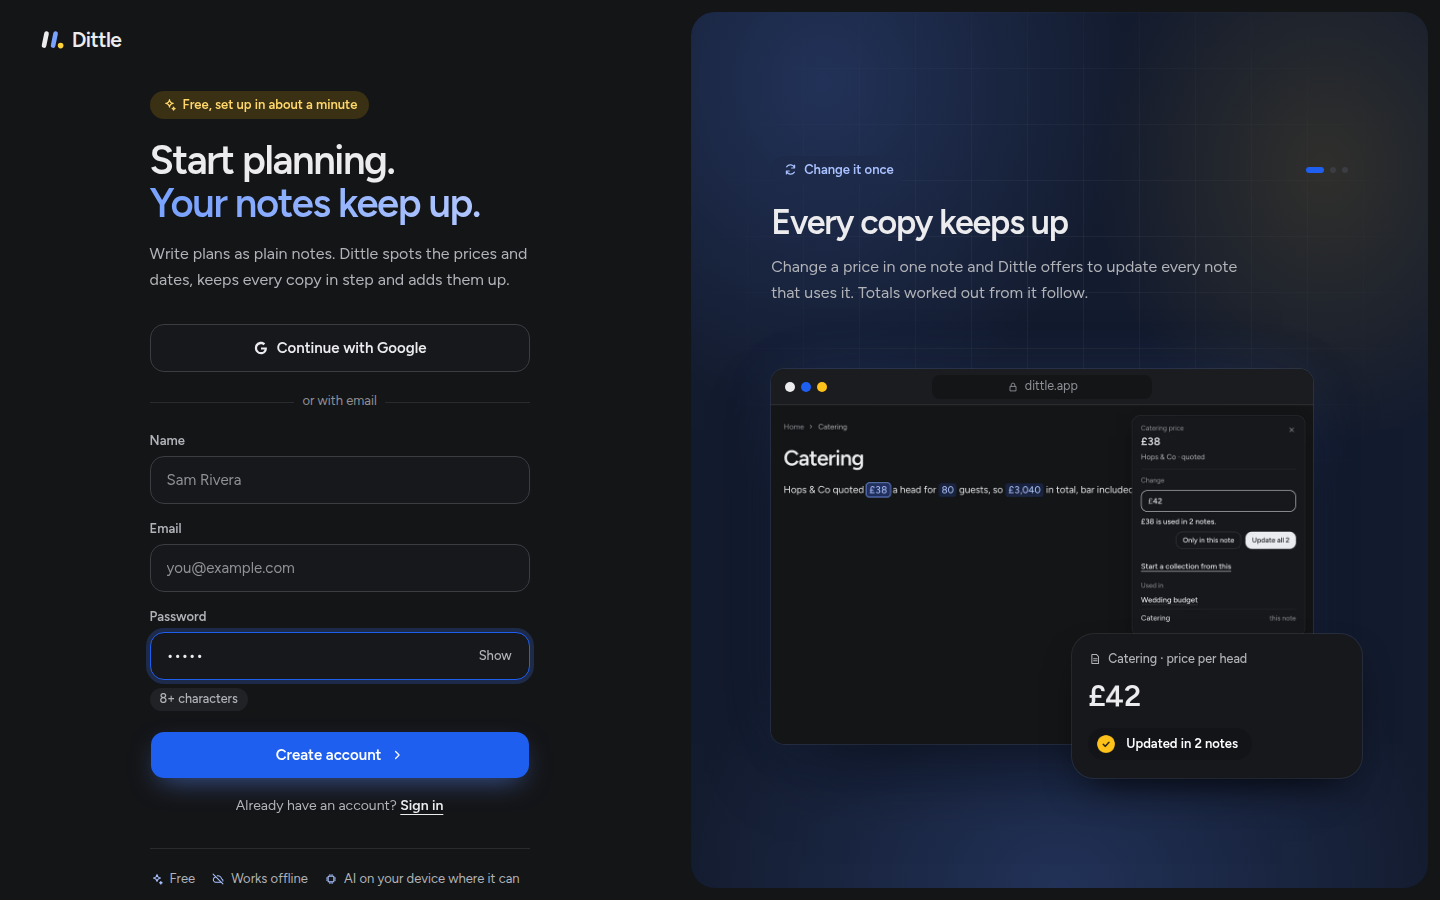 Dittle
Free, set up in about a minute
Start planning.
Your notes keep up.
Write plans as plain notes. Dittle spots the prices and
dates, keeps every copy in step and adds them up.
Continue with Google
or with email
Name
Sam Rivera
Email
you@example.com
Password
•••••
Show
8+ characters
Create account
Already have an account? Sign in
Free
Works offline
AI on your device where it can
Change it once
Every copy keeps up
Change a price in one note and Dittle offers to update every note
that uses it. Totals worked out from it follow.
dittle.app
Home › Catering
Catering
Hops & Co quoted £38 a head for 80 guests, so £3,040 in total, bar included
Catering price
£38
Hops & Co · quoted
Change
£42
£38 is used in 2 notes.
Only in this note
Update all 2
Start a collection from this
Used in
Wedding budget
Catering
this note
Catering · price per head
£42
Updated in 2 notes